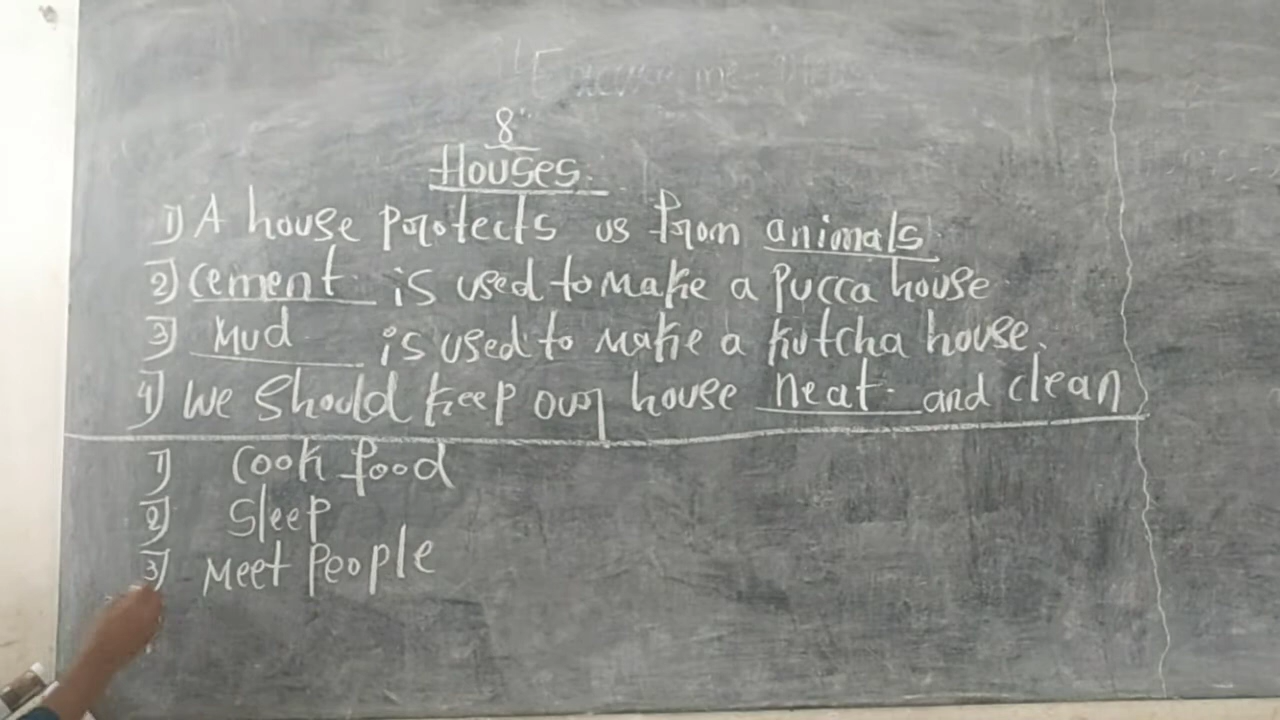 8
Houses
1) A house protects us from animals
2) cement is used to make a pucca house
3) Mud is used to make a kutcha house.
4) We should keep our house neat and clean
1) Cook food
2) Sleep
3) Meet People